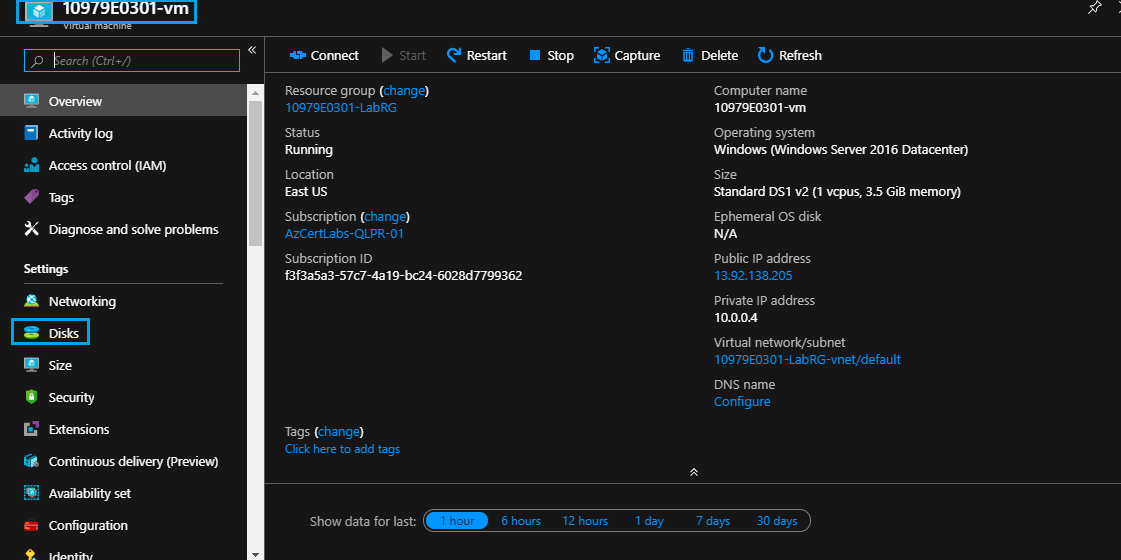 10979E0301-vm
Virtual machine
Search (Ctrl+/)
«
Overview
Activity log
Access control (IAM)
Tags
Diagnose and solve problems
Settings
Networking
Disks
Size
Security
Extensions
Continuous delivery (Preview)
Availability set
Configuration
Identity
Connect Start Restart Stop Capture Delete Refresh
Resource group (change)
10979E0301-LabRG
Status
Running
Location
East US
Subscription (change)
AzCertLabs-QLPR-01
Subscription ID
f3f3a5a3-57c7-4a19-bc24-6028d7799362
Computer name
10979E0301-vm
Operating system
Windows (Windows Server 2016 Datacenter)
Size
Standard DS1 v2 (1 vcpus, 3.5 GiB memory)
Ephemeral OS disk
N/A
Public IP address
13.92.138.205
Private IP address
10.0.0.4
Virtual network/subnet
10979E0301-LabRG-vnet/default
DNS name
Configure
Tags (change)
Click here to add tags
Show data for last: 1 hour 6 hours 12 hours 1 day 7 days 30 days